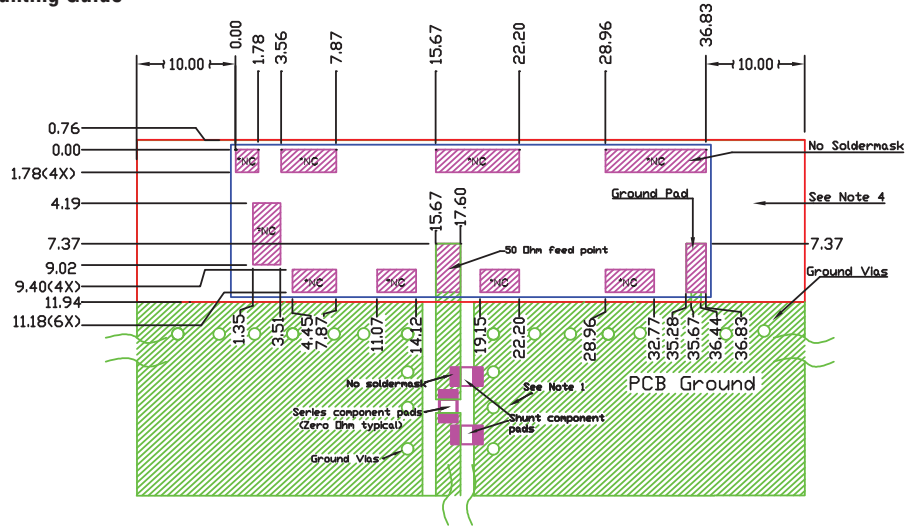 0.00
1.78
3.56
7.87
15.67
22.20
28.96
36.83
10.00
10.00
0.76
0.00
1.78(4X)
4.19
7.37
9.02
9.40(4X)
11.94
11.18(6X)
*NC
*NC
*NC
*NC
*NC
*NC
*NC
*NC
*NC
15.67
17.60
No Soldermask
See Note 4
Ground Pad
50 Ohm feed point
7.37
Ground Vias
1.35
3.51
4.45
7.87
11.07
14.12
19.15
22.20
28.96
32.77
35.28
35.67
36.44
36.83
PCB Ground
No soldermask
See Note 1
Series component pads
(Zero Ohm typical)
Shunt component
pads
Ground Vias